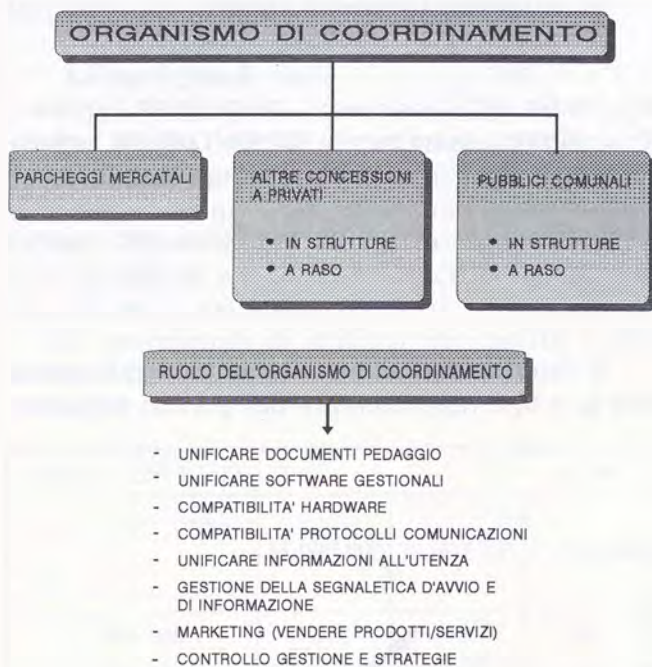 ORGANISMO DI COORDINAMENTO
PARCHEGGI MERCATALI
ALTRE CONCESSIONI
A PRIVATI
• IN STRUTTURE
• A RASO
PUBBLICI COMUNALI
• IN STRUTTURE
• A RASO
RUOLO DELL'ORGANISMO DI COORDINAMENTO
- UNIFICARE DOCUMENTI PEDAGGIO
- UNIFICARE SOFTWARE GESTIONALI
- COMPATIBILITA' HARDWARE
- COMPATIBILITA' PROTOCOLLI COMUNICAZIONI
- UNIFICARE INFORMAZIONI ALL'UTENZA
- GESTIONE DELLA SEGNALETICA D'AVVIO E
DI INFORMAZIONE
- MARKETING (VENDERE PRODOTTI/SERVIZI)
- CONTROLLO GESTIONE E STRATEGIE